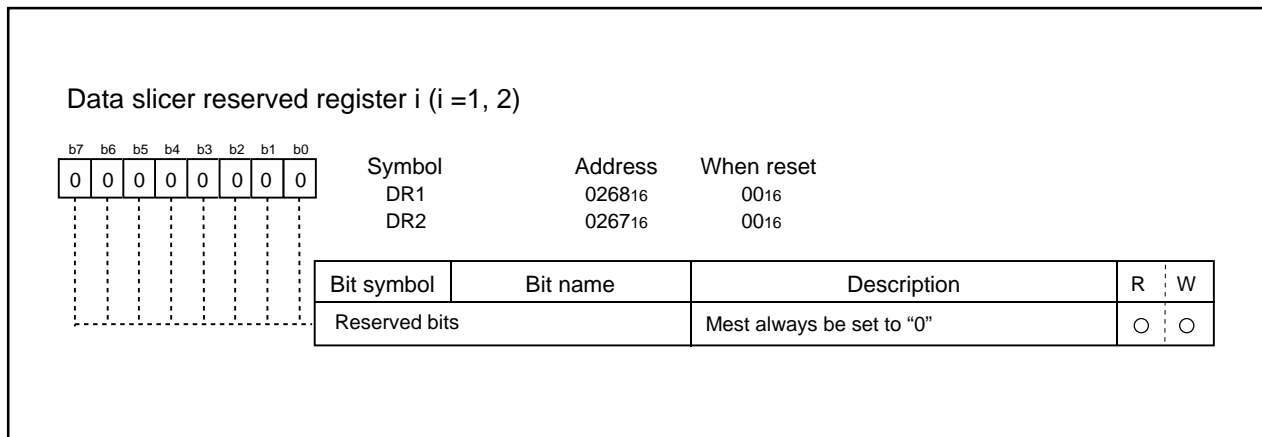 Data slicer reserved register i (i =1, 2)
b7 b6 b5 b4 b3 b2 b1 b0
0 0 0 0 0 0 0 0
Symbol Address When reset
DR1 026816 0016
DR2 026716 0016
Bit symbol Bit name Description R W
Reserved bits Mest always be set to “0” ○ ○